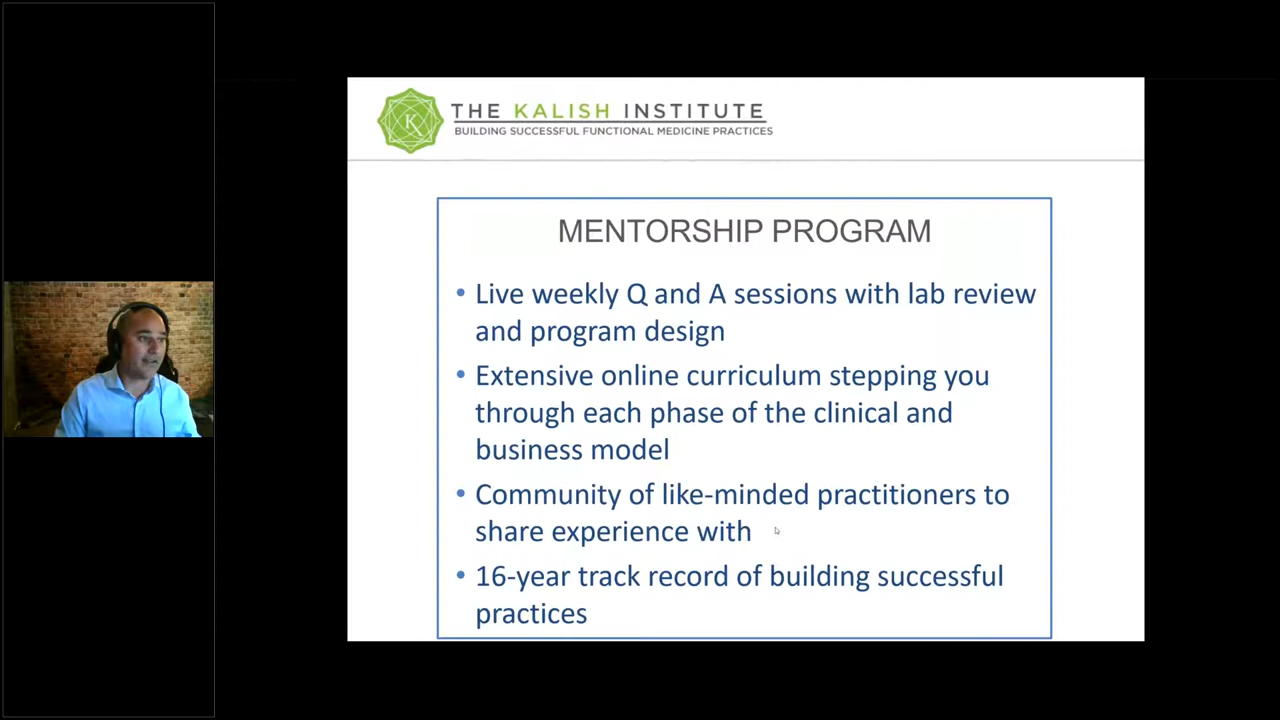 THE KALISH INSTITUTE
BUILDING SUCCESSFUL FUNCTIONAL MEDICINE PRACTICES
K
MENTORSHIP PROGRAM
• Live weekly Q and A sessions with lab review
and program design
• Extensive online curriculum stepping you
through each phase of the clinical and
business model
• Community of like-minded practitioners to
share experience with
• 16-year track record of building successful
practices